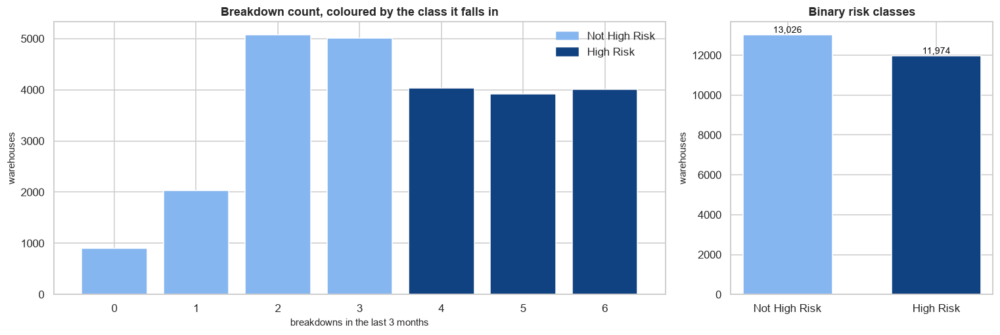 Breakdown count, coloured by the class it falls in
Not High Risk
High Risk
5000
4000
3000
2000
1000
0
warehouses
0 1 2 3 4 5 6
breakdowns in the last 3 months
Binary risk classes
13,026
11,974
12000
10000
8000
6000
4000
2000
0
warehouses
Not High Risk High Risk